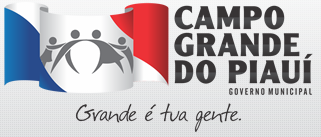 CAMPO
GRANDE
DO PIAUÍ
GOVERNO MUNICIPAL
Grande é tua gente.